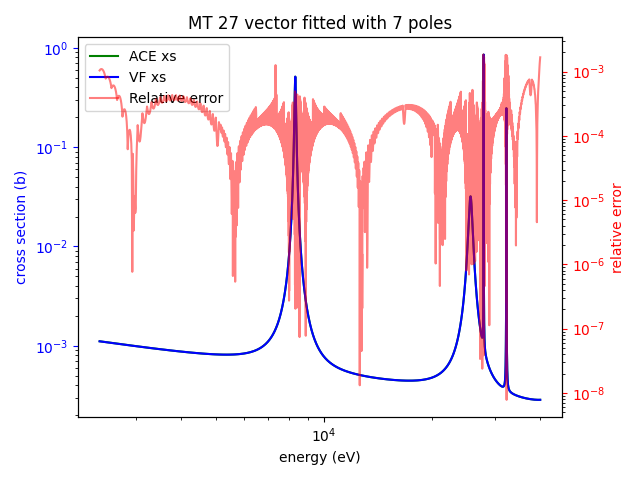 MT 27 vector fitted with 7 poles
ACE xs
VF xs
Relative error
cross section (b)
10^0
10^-1
10^-2
10^-3
relative error
10^-3
10^-4
10^-5
10^-6
10^-7
10^-8
10^4
energy (eV)